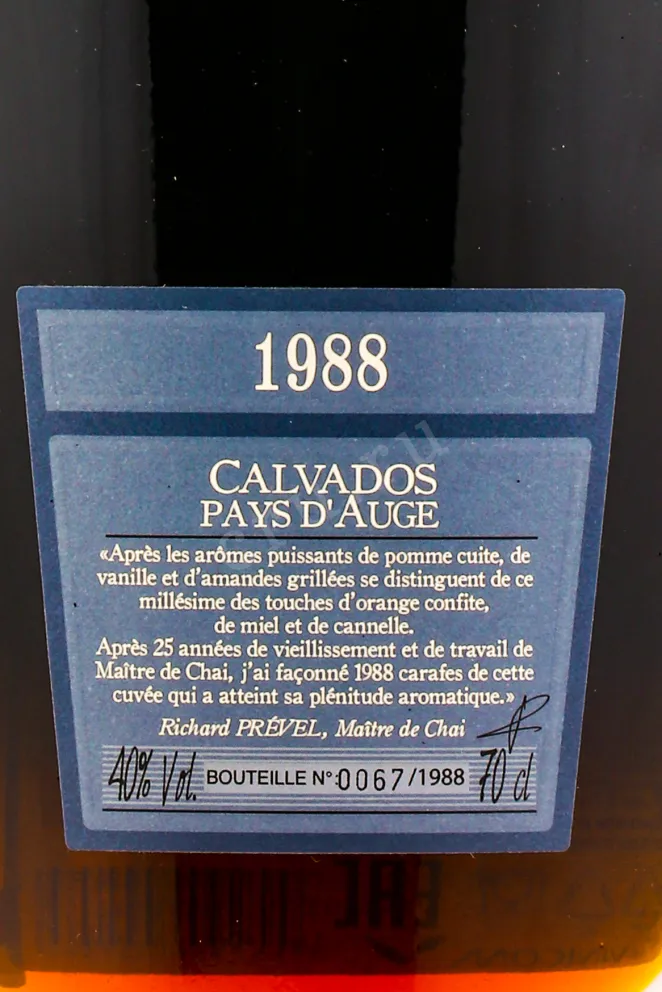 1988
CALVADOS
PAYS D'AUGE
«Après les arômes puissants de pomme cuite, de
vanille et d'amandes grillées se distinguent de ce
millésime des touches d'orange confite,
de miel et de cannelle.
Après 25 années de vieillissement et de travail de
Maître de Chai, j'ai façonné 1988 carafes de cette
cuvée qui a atteint sa plénitude aromatique.»
Richard PRÉVEL, Maître de Chai
40% Vol. BOUTEILLE N°:0067/1988 70 cl
EAC